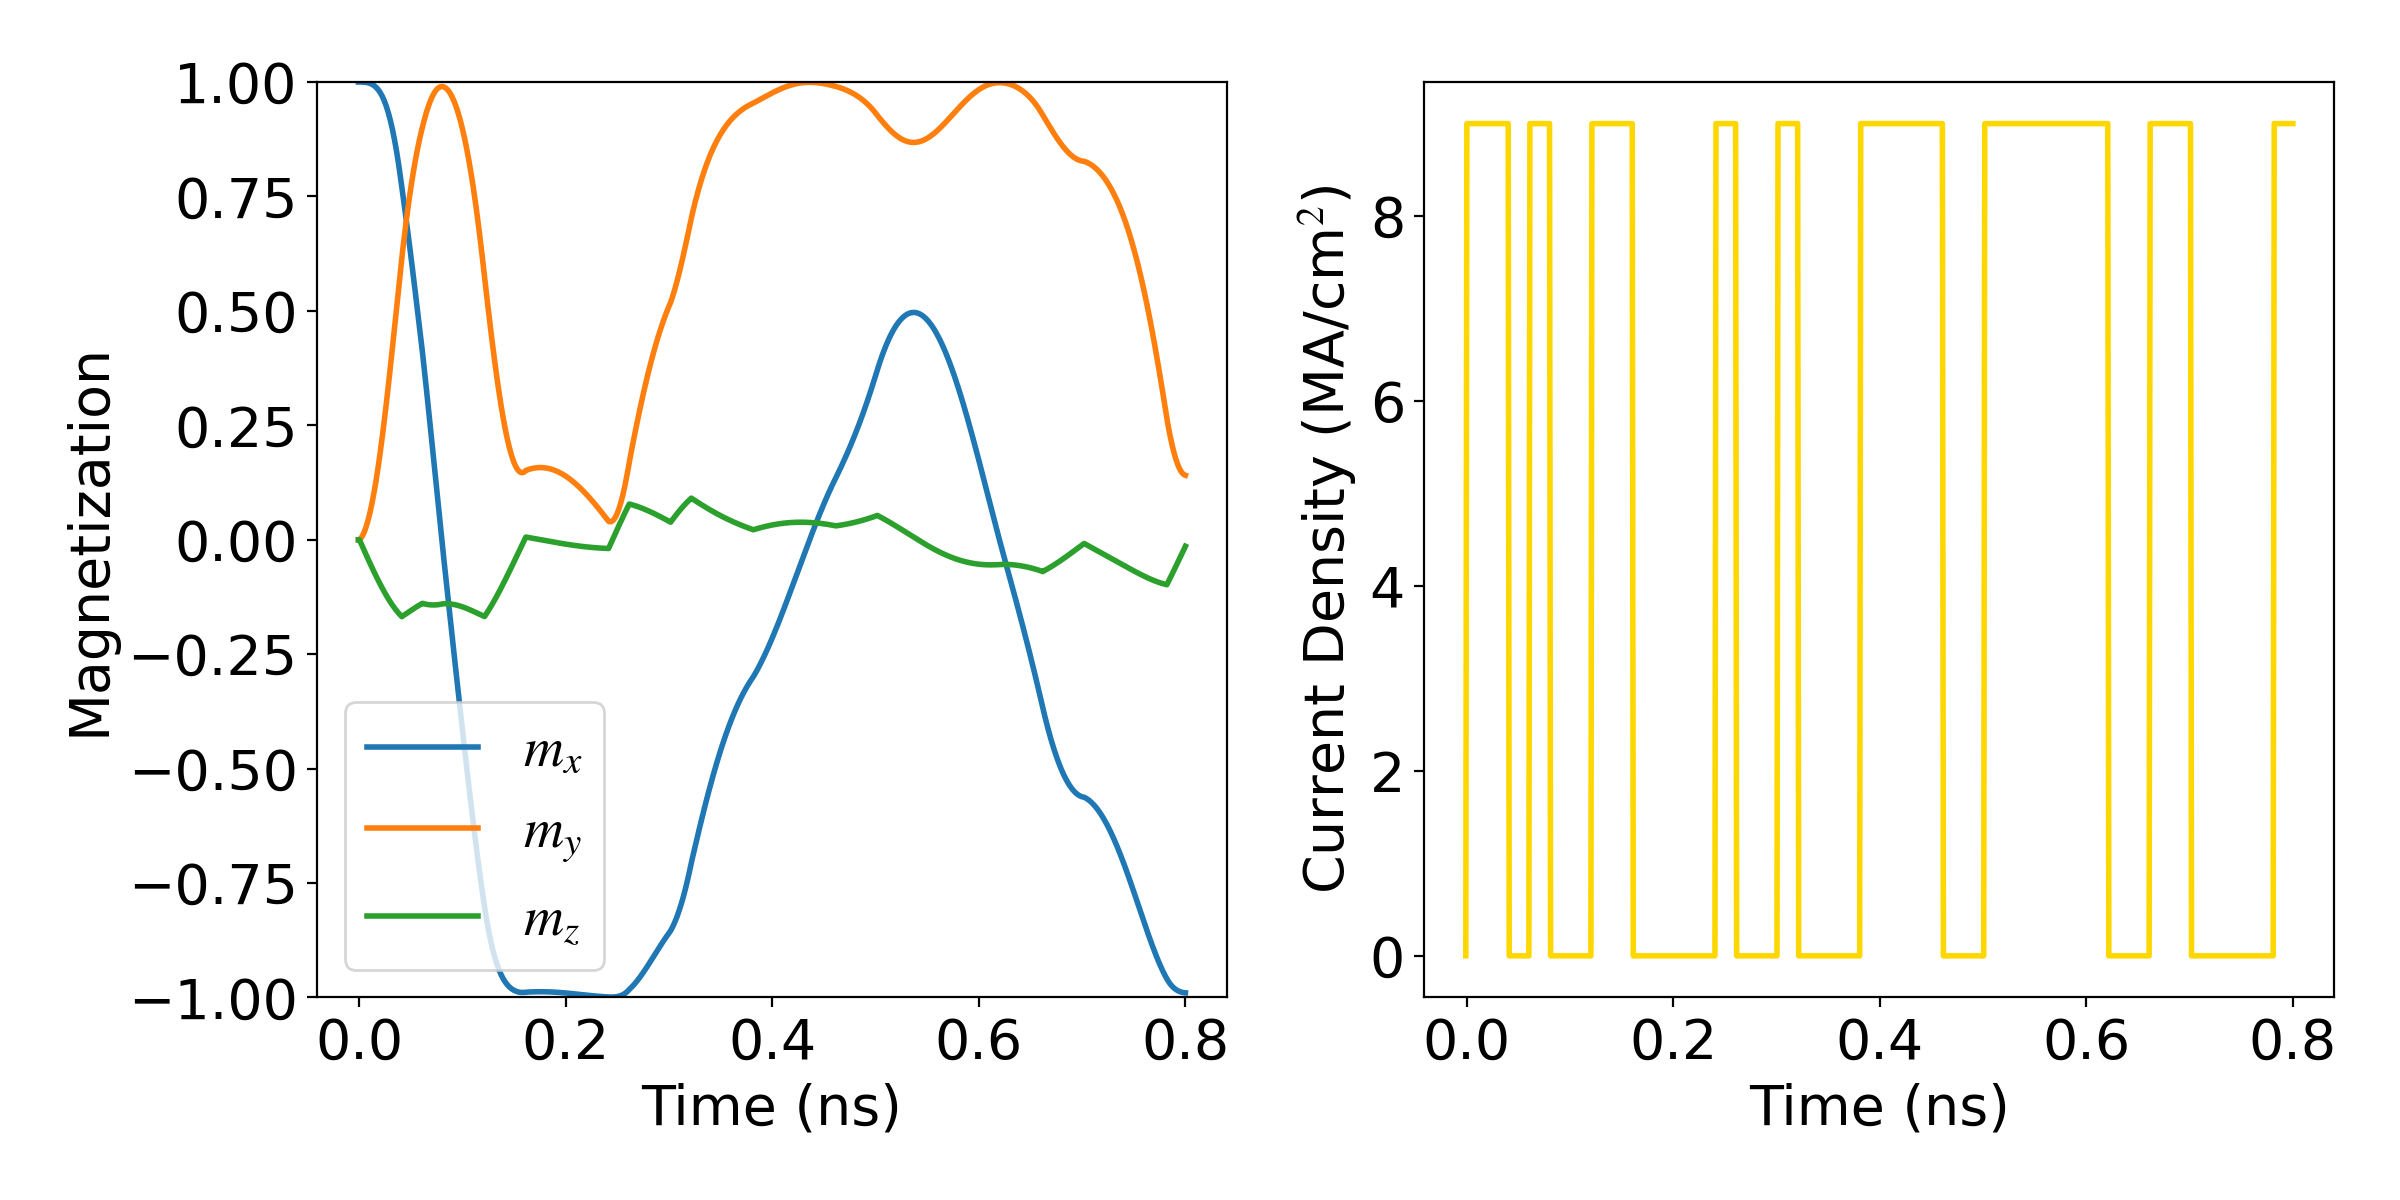 Magnetization
1.00
0.75
0.50
0.25
0.00
−0.25
−0.50
−0.75
−1.00
m_x
m_y
m_z
0.0 0.2 0.4 0.6 0.8
Time (ns)
Current Density (MA/cm²)
8
6
4
2
0
0.0 0.2 0.4 0.6 0.8
Time (ns)